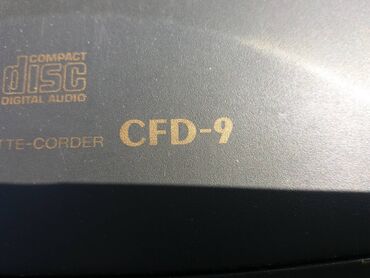 COMPACT
disc
DIGITAL AUDIO
TTE-CORDER CFD-9